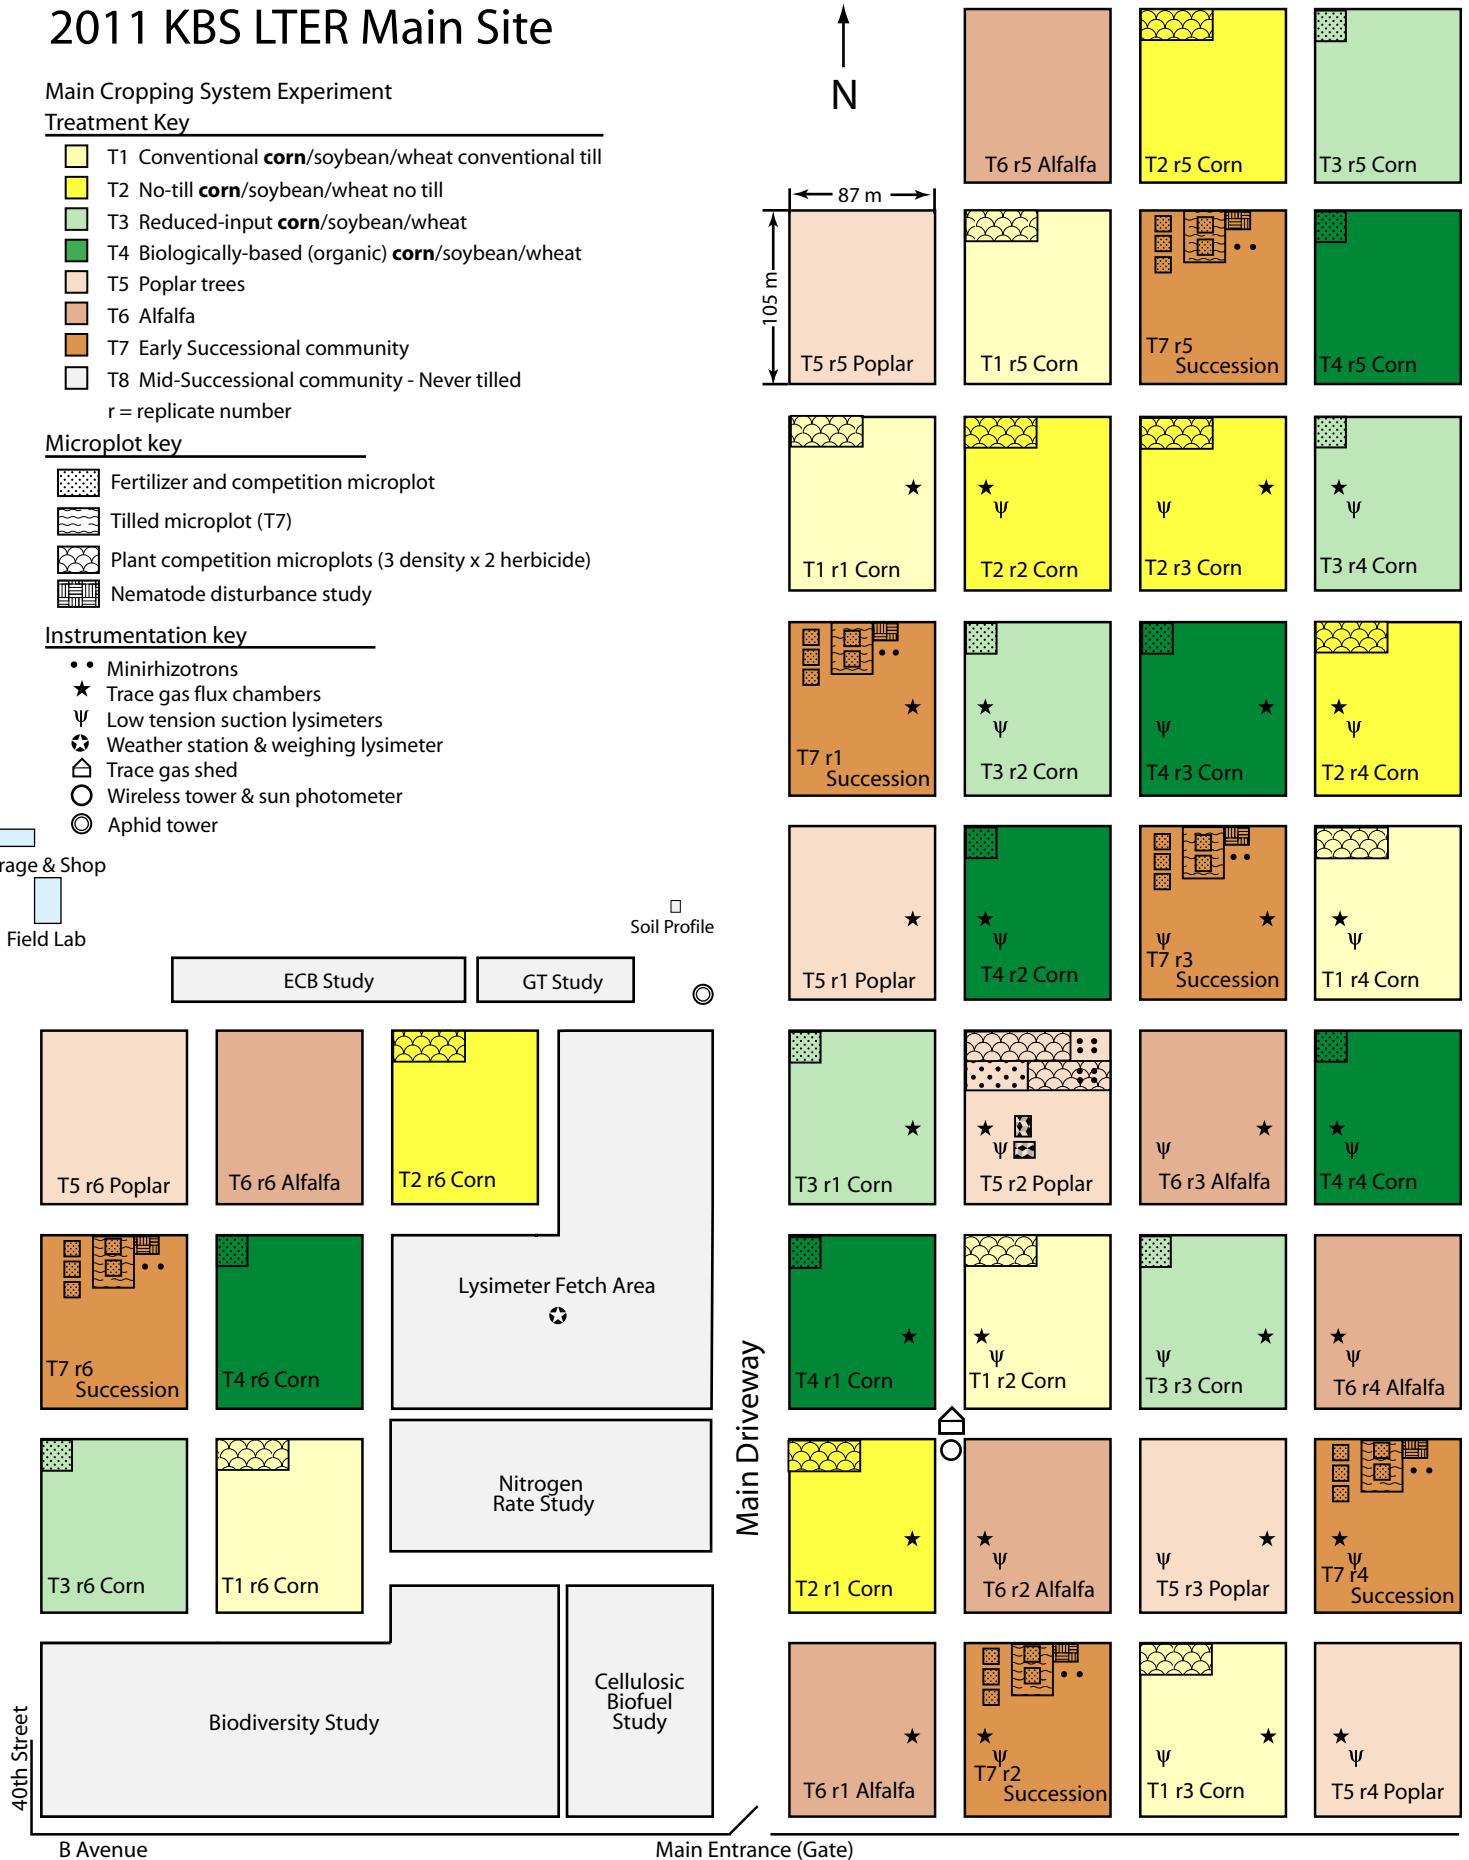 2011 KBS LTER Main Site
Main Cropping System Experiment
Treatment Key
T1 Conventional corn/soybean/wheat conventional till
T2 No-till corn/soybean/wheat no till
T3 Reduced-input corn/soybean/wheat
T4 Biologically-based (organic) corn/soybean/wheat
T5 Poplar trees
T6 Alfalfa
T7 Early Successional community
T8 Mid-Successional community - Never tilled
r = replicate number
Microplot key
Fertilizer and competition microplot
Tilled microplot (T7)
Plant competition microplots (3 density x 2 herbicide)
Nematode disturbance study
Instrumentation key
Minirhizotrons
Trace gas flux chambers
Low tension suction lysimeters
Weather station & weighing lysimeter
Trace gas shed
Wireless tower & sun photometer
Aphid tower
rage & Shop
Field Lab
Soil Profile
ECB Study
GT Study
T5 r6 Poplar
T6 r6 Alfalfa
T2 r6 Corn
T7 r6
Succession
T4 r6 Corn
Lysimeter Fetch Area
T3 r6 Corn
T1 r6 Corn
Nitrogen
Rate Study
Biodiversity Study
Cellulosic
Biofuel
Study
40th Street
B Avenue
Main Entrance (Gate)
Main Driveway
N
87 m
105 m
T6 r5 Alfalfa
T2 r5 Corn
T3 r5 Corn
T5 r5 Poplar
T1 r5 Corn
T7 r5
Succession
T4 r5 Corn
T1 r1 Corn
T2 r2 Corn
T2 r3 Corn
T3 r4 Corn
T7 r1
Succession
T3 r2 Corn
T4 r3 Corn
T2 r4 Corn
T5 r1 Poplar
T4 r2 Corn
T7 r3
Succession
T1 r4 Corn
T3 r1 Corn
T5 r2 Poplar
T6 r3 Alfalfa
T4 r4 Corn
T4 r1 Corn
T1 r2 Corn
T3 r3 Corn
T6 r4 Alfalfa
T2 r1 Corn
T6 r2 Alfalfa
T5 r3 Poplar
T7 r4
Succession
T6 r1 Alfalfa
T7 r2
Succession
T1 r3 Corn
T5 r4 Poplar